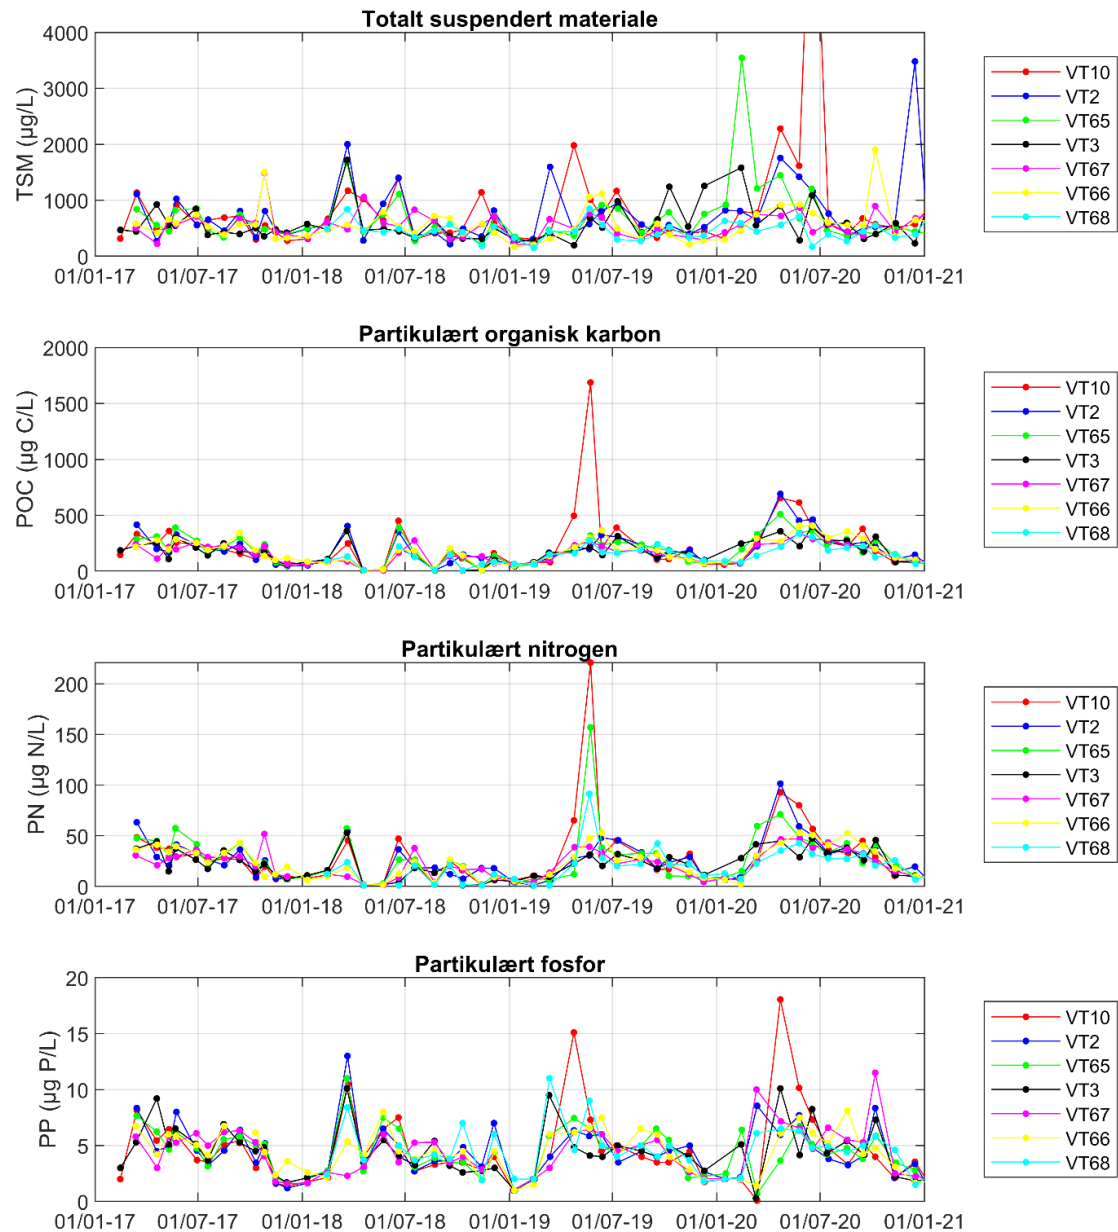 Totalt suspendert materiale
TSM (µg/L)
4000
3000
2000
1000
0
01/01-17 01/07-17 01/01-18 01/07-18 01/01-19 01/07-19 01/01-20 01/07-20 01/01-21
VT10
VT2
VT65
VT3
VT67
VT66
VT68
Partikulært organisk karbon
POC (µg C/L)
2000
1500
1000
500
0
01/01-17 01/07-17 01/01-18 01/07-18 01/01-19 01/07-19 01/01-20 01/07-20 01/01-21
VT10
VT2
VT65
VT3
VT67
VT66
VT68
Partikulært nitrogen
PN (µg N/L)
200
150
100
50
0
01/01-17 01/07-17 01/01-18 01/07-18 01/01-19 01/07-19 01/01-20 01/07-20 01/01-21
VT10
VT2
VT65
VT3
VT67
VT66
VT68
Partikulært fosfor
PP (µg P/L)
20
15
10
5
0
01/01-17 01/07-17 01/01-18 01/07-18 01/01-19 01/07-19 01/01-20 01/07-20 01/01-21
VT10
VT2
VT65
VT3
VT67
VT66
VT68